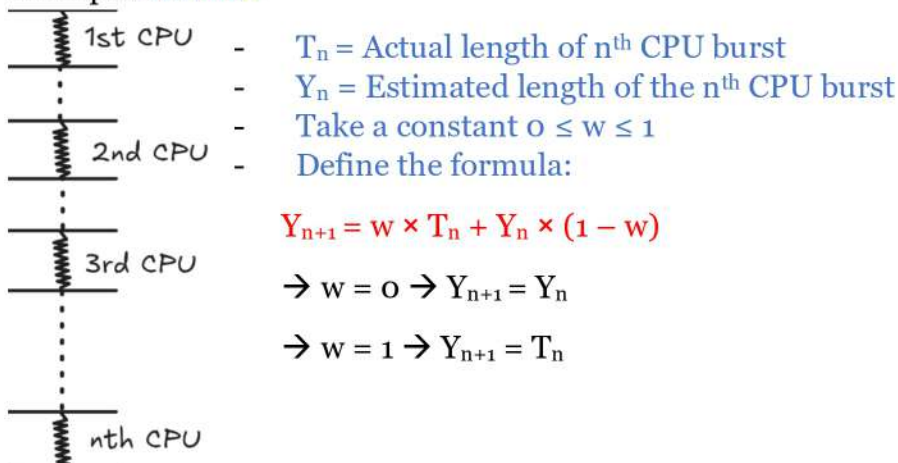 1st CPU
- Tₙ = Actual length of nᵗʰ CPU burst
- Yₙ = Estimated length of the nᵗʰ CPU burst
- Take a constant 0 ≤ w ≤ 1
2nd CPU
- Define the formula:
Yₙ₊₁ = w × Tₙ + Yₙ × (1 – w)
3rd CPU
→ w = 0 → Yₙ₊₁ = Yₙ
→ w = 1 → Yₙ₊₁ = Tₙ
nth CPU